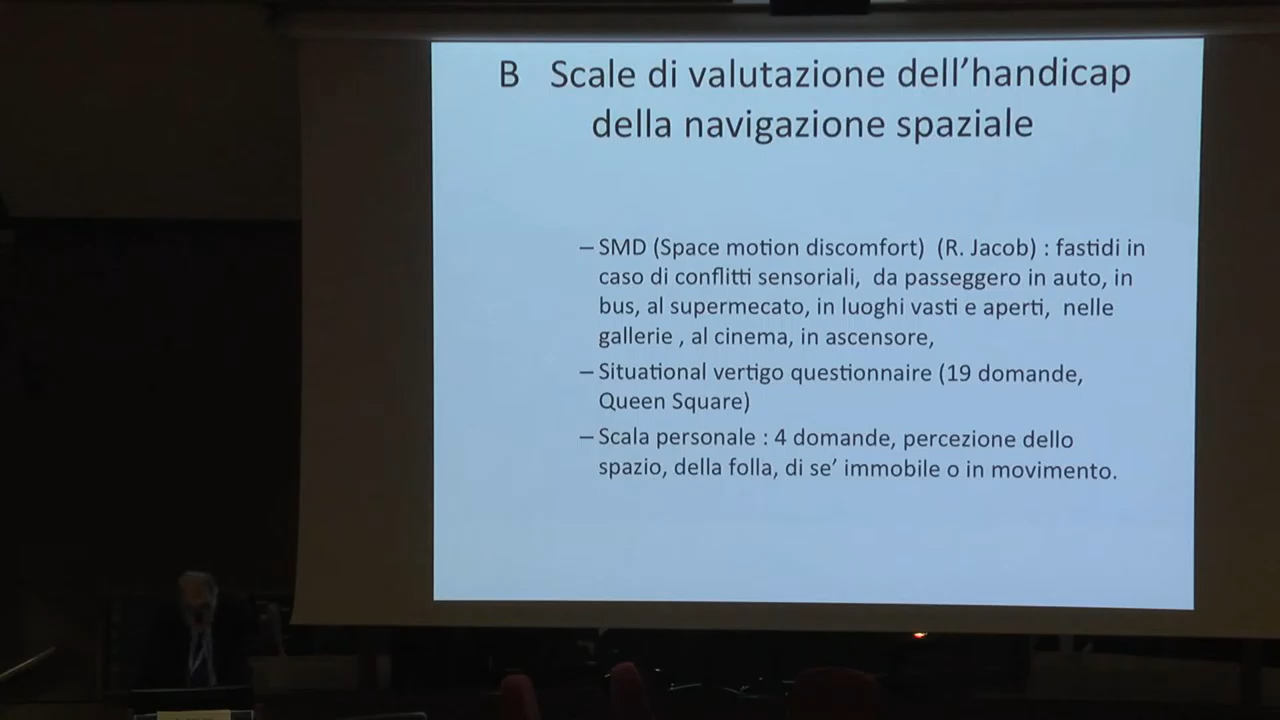 B Scale di valutazione dell'handicap
della navigazione spaziale
– SMD (Space motion discomfort) (R. Jacob) : fastidi in
caso di conflitti sensoriali, da passeggero in auto, in
bus, al supermecato, in luoghi vasti e aperti, nelle
gallerie , al cinema, in ascensore,
– Situational vertigo questionnaire (19 domande,
Queen Square)
– Scala personale : 4 domande, percezione dello
spazio, della folla, di se' immobile o in movimento.